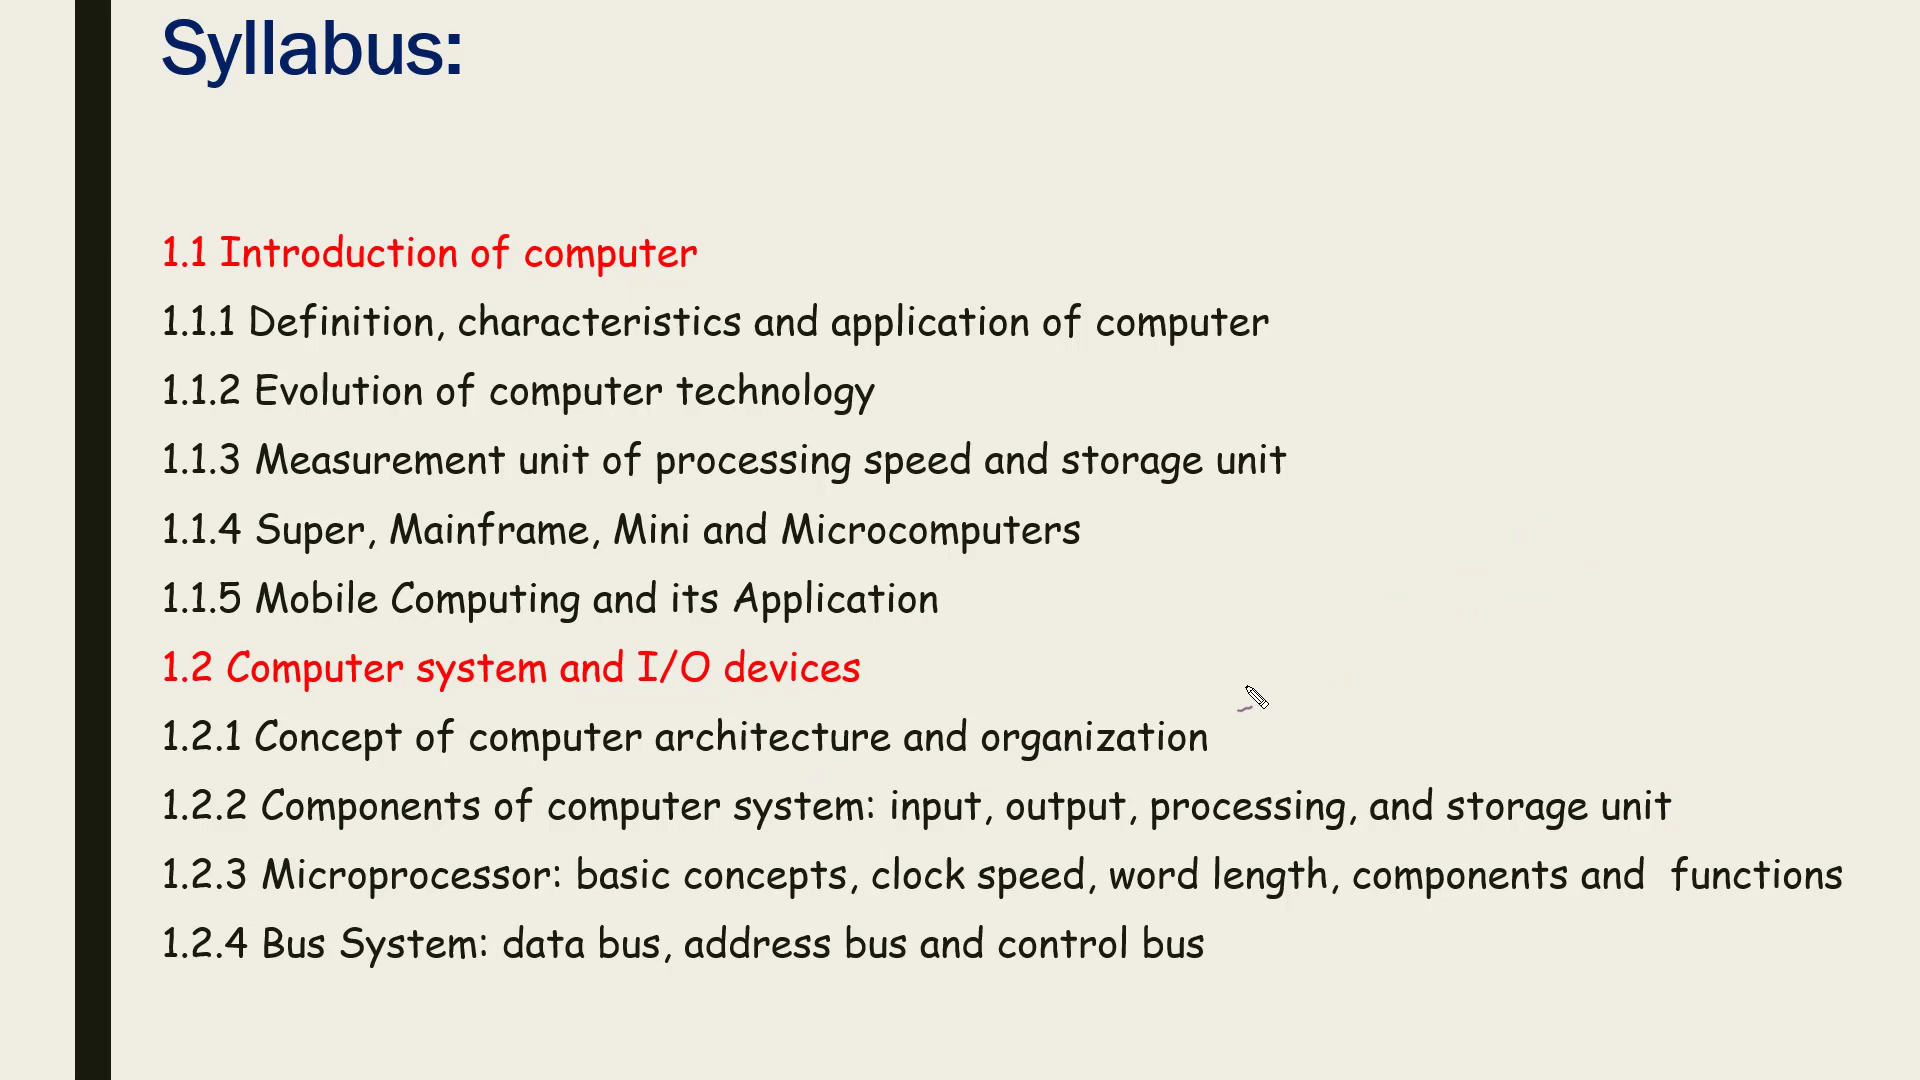 Syllabus:
1.1 Introduction of computer
1.1.1 Definition, characteristics and application of computer
1.1.2 Evolution of computer technology
1.1.3 Measurement unit of processing speed and storage unit
1.1.4 Super, Mainframe, Mini and Microcomputers
1.1.5 Mobile Computing and its Application
1.2 Computer system and I/O devices
1.2.1 Concept of computer architecture and organization
1.2.2 Components of computer system: input, output, processing, and storage unit
1.2.3 Microprocessor: basic concepts, clock speed, word length, components and  functions
1.2.4 Bus System: data bus, address bus and control bus